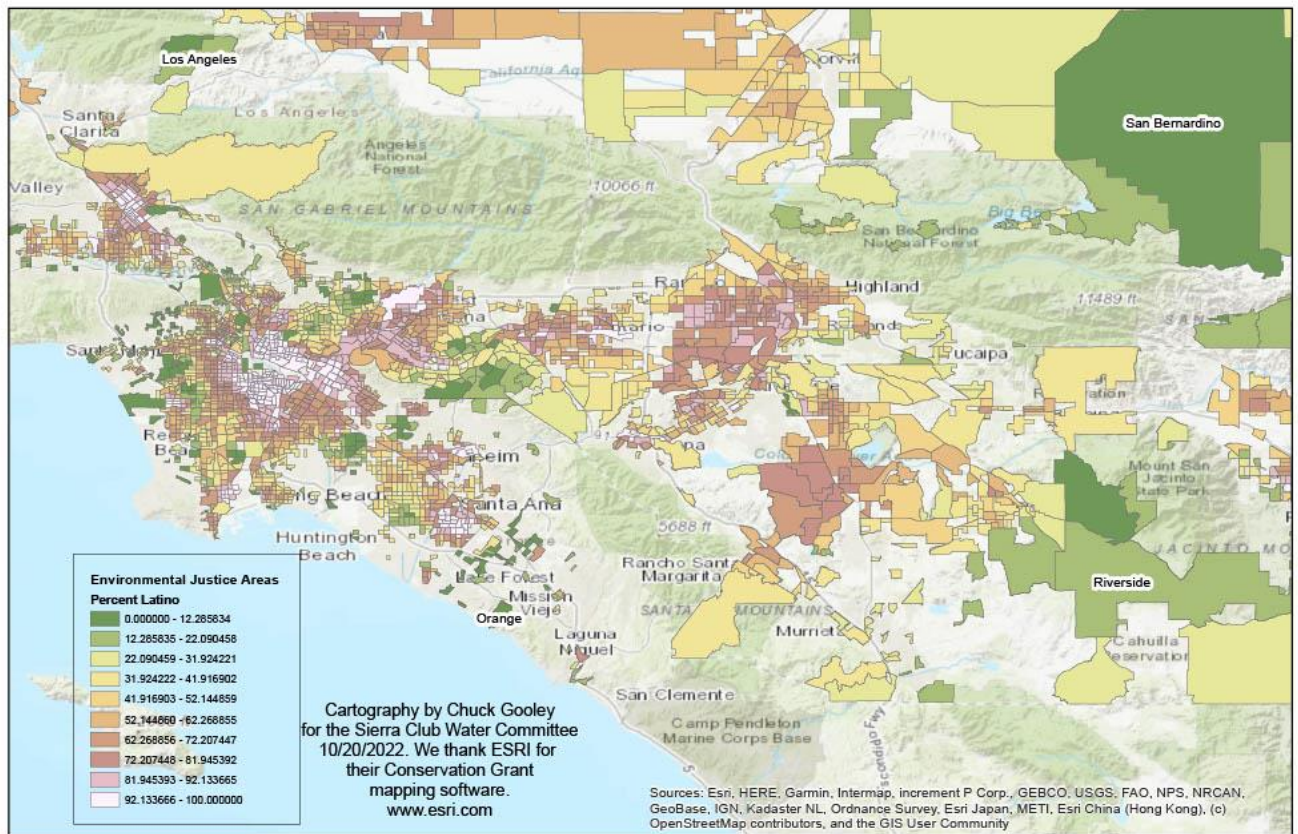 Los Angeles
California Aq
San Bernardino
Santa
Clarita
Los Angeles
Angeles
National
Forest
Valley
10066 ft
SAN GABRIEL MOUNTAINS
Big Be
San Bernardino
National Forest
Highland
11489 ft
Yucaipa
Mount San
Jacinto
State Park
5688 ft
Huntington
Beach
Rancho Santa
Margarita
Riverside
Lake Forest
Mission
Viejo
Orange
SANTA
MOUNTAINS
Laguna
Niguel
Murrieta
Cahuilla
Reservation
San Clemente
Camp Pendleton
Marine Corps Base
Environmental Justice Areas
Percent Latino
0.000000 - 12.285834
12.285835 - 22.090458
22.090459 - 31.924221
31.924222 - 41.916902
41.916903 - 52.144859
52.144860 - 62.268855
62.268856 - 72.207447
72.207448 - 81.945392
81.945393 - 92.133665
92.133666 - 100.000000
Cartography by Chuck Gooley
for the Sierra Club Water Committee
10/20/2022. We thank ESRI for
their Conservation Grant
mapping software.
www.esri.com
Sources: Esri, HERE, Garmin, Intermap, increment P Corp., GEBCO, USGS, FAO, NPS, NRCAN,
GeoBase, IGN, Kadaster NL, Ordnance Survey, Esri Japan, METI, Esri China (Hong Kong), (c)
OpenStreetMap contributors, and the GIS User Community